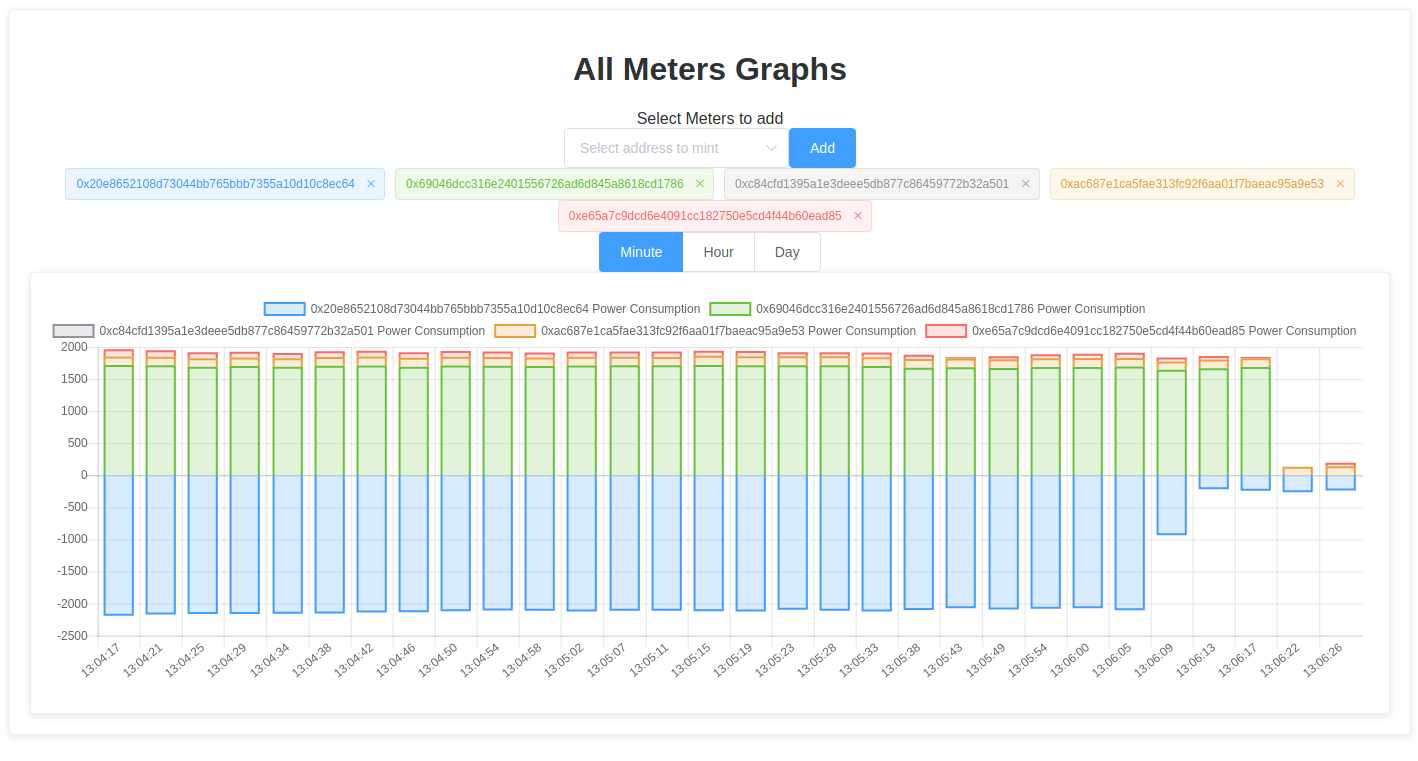 All Meters Graphs
Select Meters to add
Select address to mint
Add
0x20e8652108d73044bb765bbb7355a10d10c8ec64 ×
0x69046dcc316e2401556726ad6d845a8618cd1786 ×
0xc84cfd1395a1e3deee5db877c86459772b32a501 ×
0xac687e1ca5fae313fc92f6aa01f7baeac95a9e53 ×
0xe65a7c9dcd6e4091cc182750e5cd4f44b60ead85 ×
Minute
Hour
Day
0x20e8652108d73044bb765bbb7355a10d10c8ec64 Power Consumption
0x69046dcc316e2401556726ad6d845a8618cd1786 Power Consumption
0xc84cfd1395a1e3deee5db877c86459772b32a501 Power Consumption
0xac687e1ca5fae313fc92f6aa01f7baeac95a9e53 Power Consumption
0xe65a7c9dcd6e4091cc182750e5cd4f44b60ead85 Power Consumption
2000
1500
1000
500
0
-500
-1000
-1500
-2000
-2500
13:04:17
13:04:21
13:04:25
13:04:29
13:04:34
13:04:38
13:04:42
13:04:46
13:04:50
13:04:54
13:04:58
13:05:02
13:05:07
13:05:11
13:05:15
13:05:19
13:05:23
13:05:28
13:05:33
13:05:38
13:05:43
13:05:49
13:05:54
13:06:00
13:06:05
13:06:09
13:06:13
13:06:17
13:06:22
13:06:26